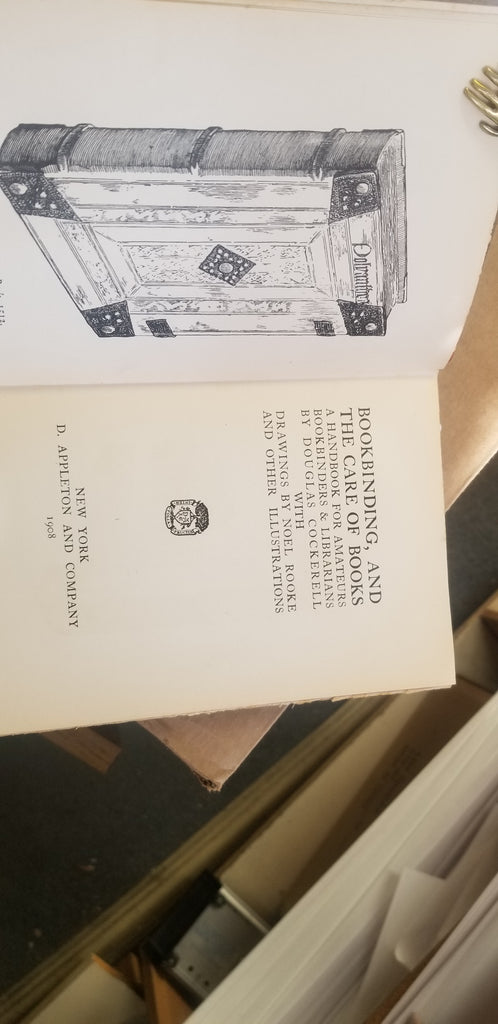 Polyanthea
BOOKBINDING, AND
THE CARE OF BOOKS
A HANDBOOK FOR AMATEURS
BOOKBINDERS & LIBRARIANS
BY DOUGLAS COCKERELL
WITH
DRAWINGS BY NOEL ROOKE
AND OTHER ILLUSTRATIONS
NEW YORK
D. APPLETON AND COMPANY
1908